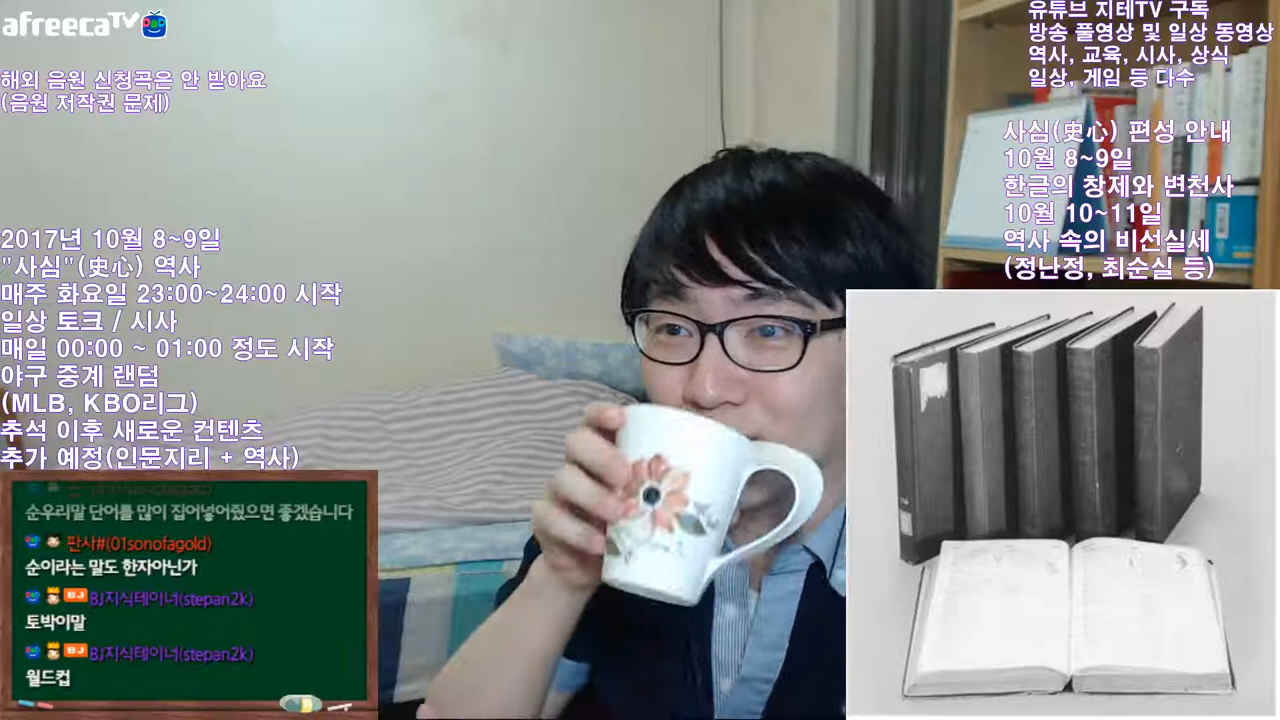 afreecaTV
해외 음원 신청곡은 안 받아요
(음원 저작권 문제)
2017년 10월 8~9일
"사심"(史心) 역사
매주 화요일 23:00~24:00 시작
일상 토크 / 시사
매일 00:00 ~ 01:00 정도 시작
야구 중계 랜덤
(MLB, KBO리그)
추석 이후 새로운 컨텐츠
추가 예정(인문지리 + 역사)
순우리말 단어를 많이 집어넣어줬으면 좋겠습니다
판사#(01sonofagold)
순이라는 말도 한자아닌가
BJ
BJ지식테이너(stepan2k)
토박이말
BJ
BJ지식테이너(stepan2k)
월드컵
유튜브 지테TV 구독
방송 풀영상 및 일상 동영상
역사, 교육, 시사, 상식
일상, 게임 등 다수
사심(史心) 편성 안내
10월 8~9일
한글의 창제와 변천사
10월 10~11일
역사 속의 비선실세
(정난정, 최순실 등)